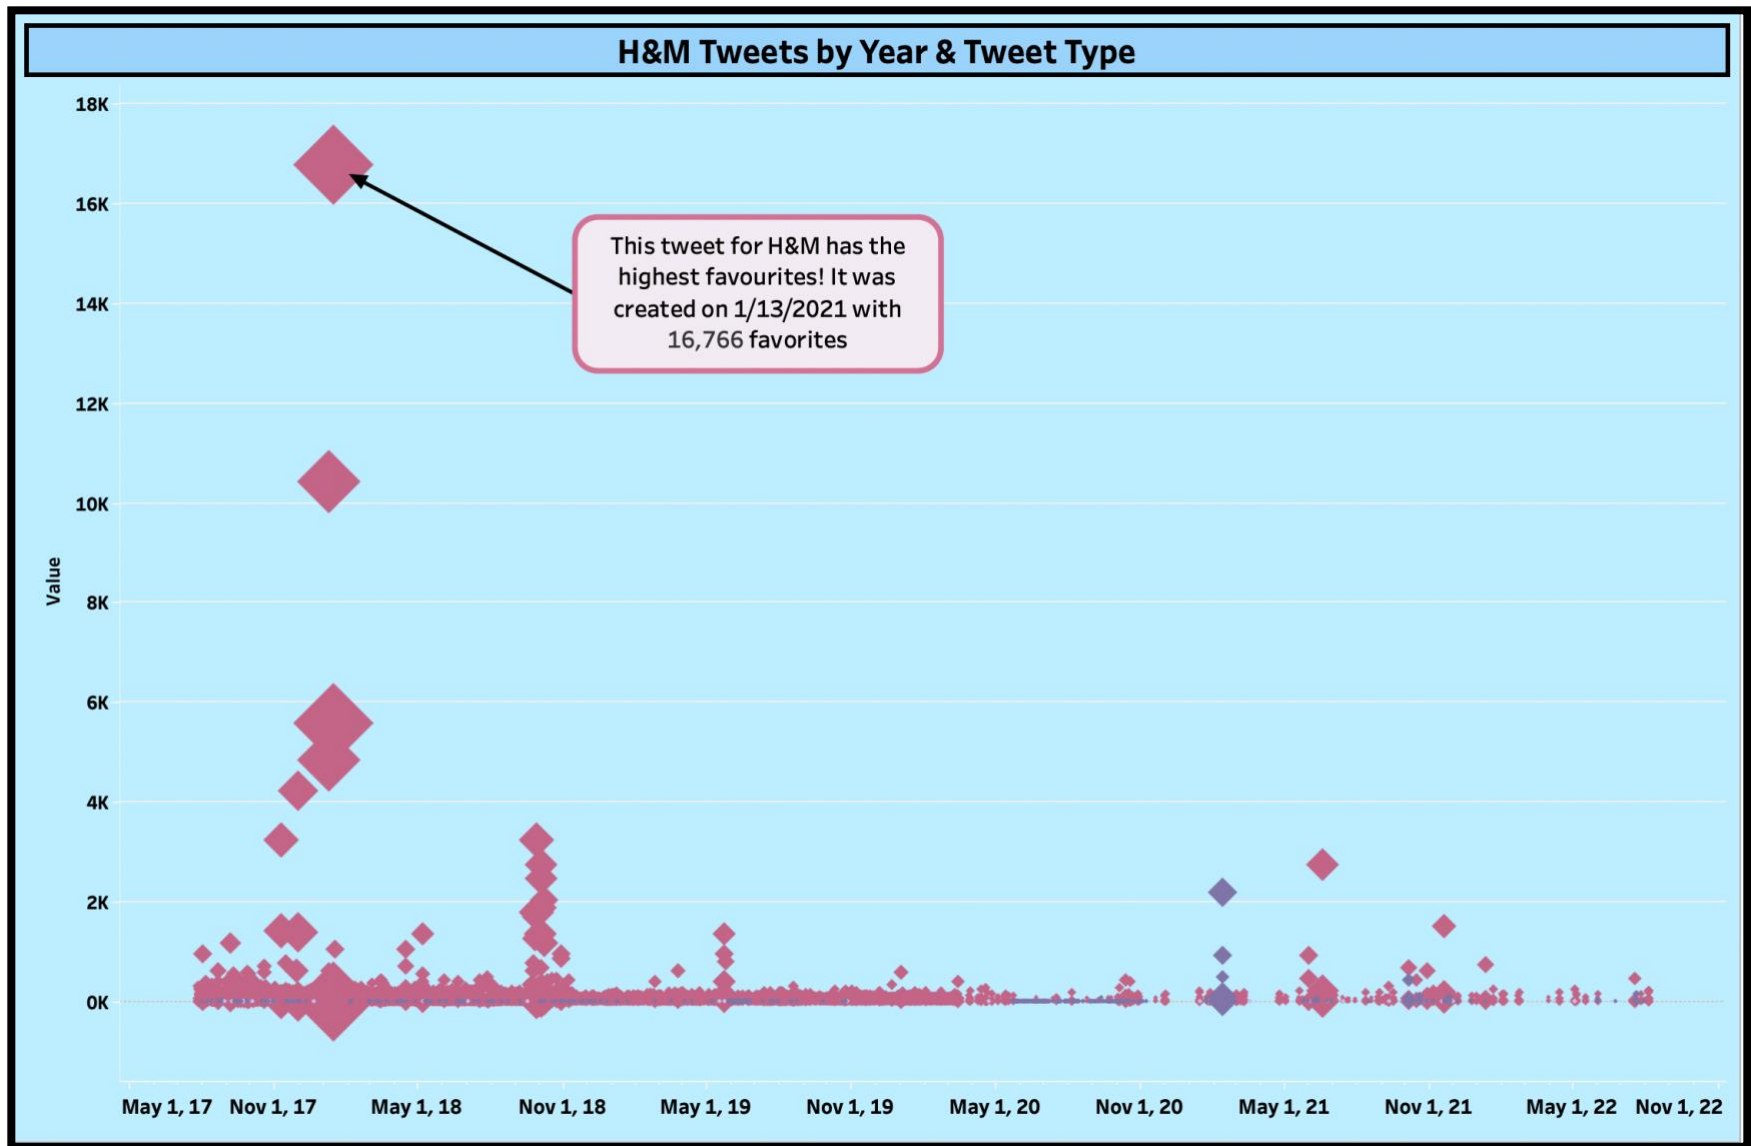 H&M Tweets by Year & Tweet Type
18K
16K
14K
12K
10K
8K
6K
4K
2K
0K
Value
This tweet for H&M has the
highest favourites! It was
created on 1/13/2021 with
16,766 favorites
May 1, 17
Nov 1, 17
May 1, 18
Nov 1, 18
May 1, 19
Nov 1, 19
May 1, 20
Nov 1, 20
May 1, 21
Nov 1, 21
May 1, 22
Nov 1, 22